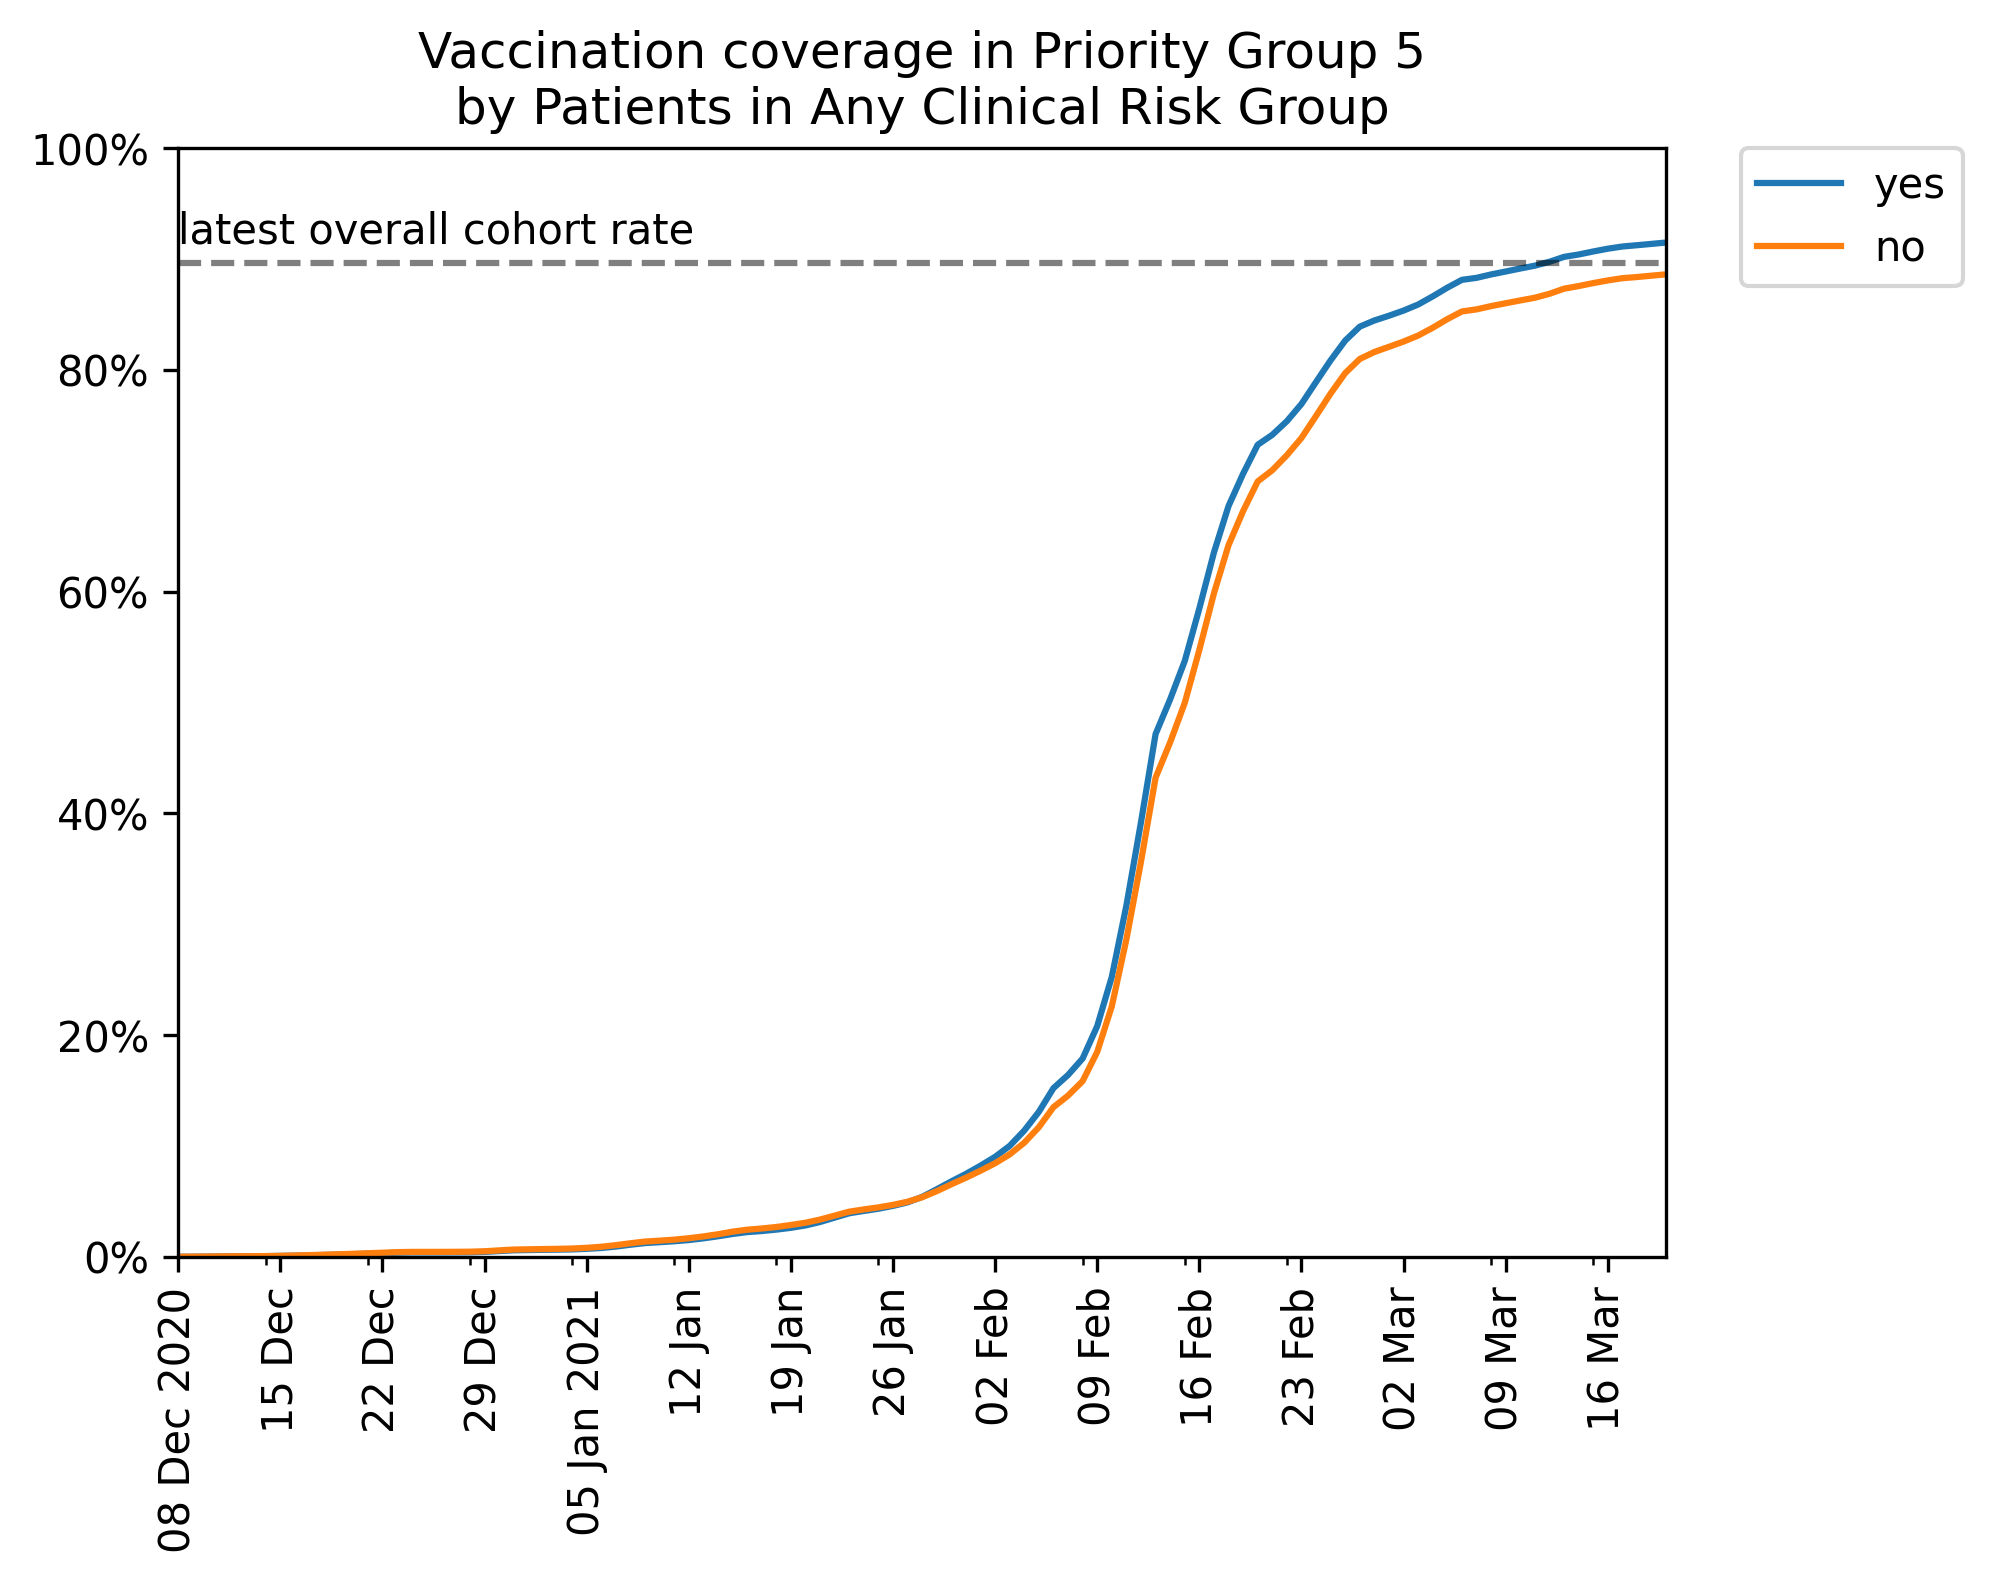 Vaccination coverage in Priority Group 5
by Patients in Any Clinical Risk Group
100%
80%
60%
40%
20%
0%
latest overall cohort rate
yes
no
08 Dec 2020
15 Dec
22 Dec
29 Dec
05 Jan 2021
12 Jan
19 Jan
26 Jan
02 Feb
09 Feb
16 Feb
23 Feb
02 Mar
09 Mar
16 Mar